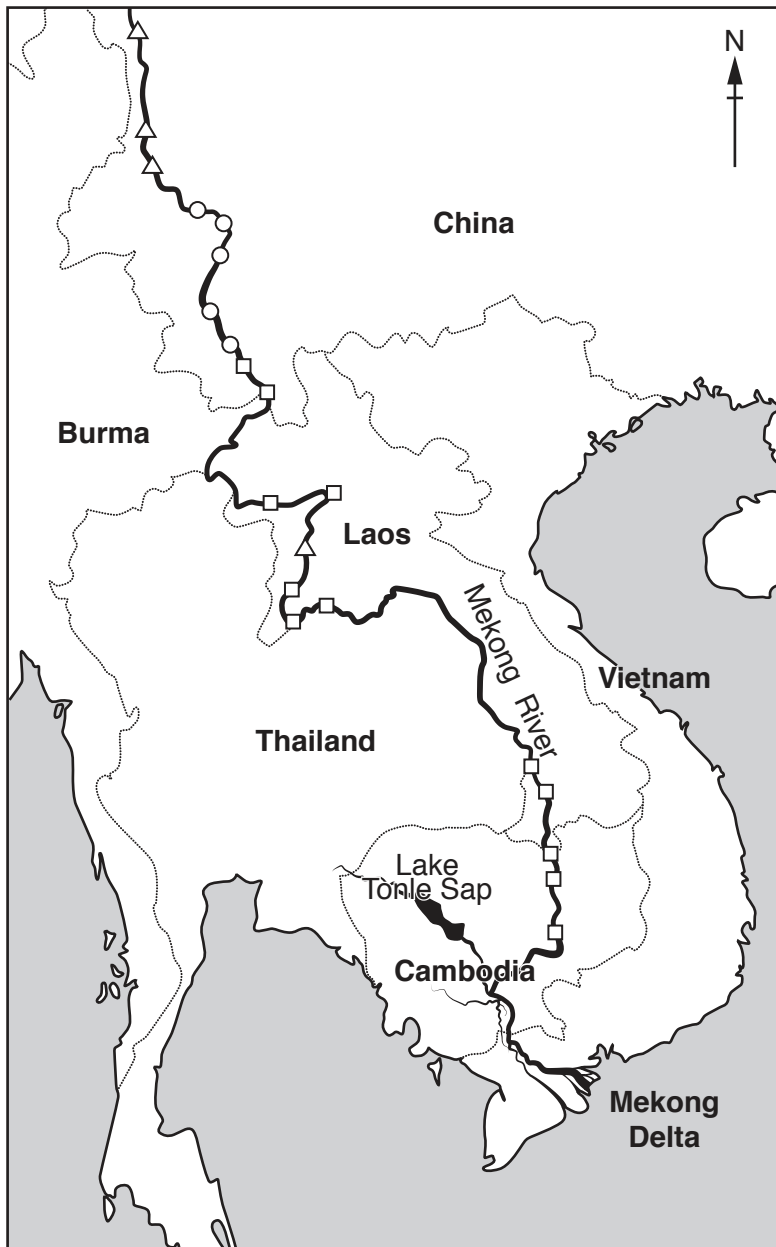 N
China
Burma
Laos
Mekong River
Vietnam
Thailand
Lake
Tonle Sap
Cambodia
Mekong
Delta